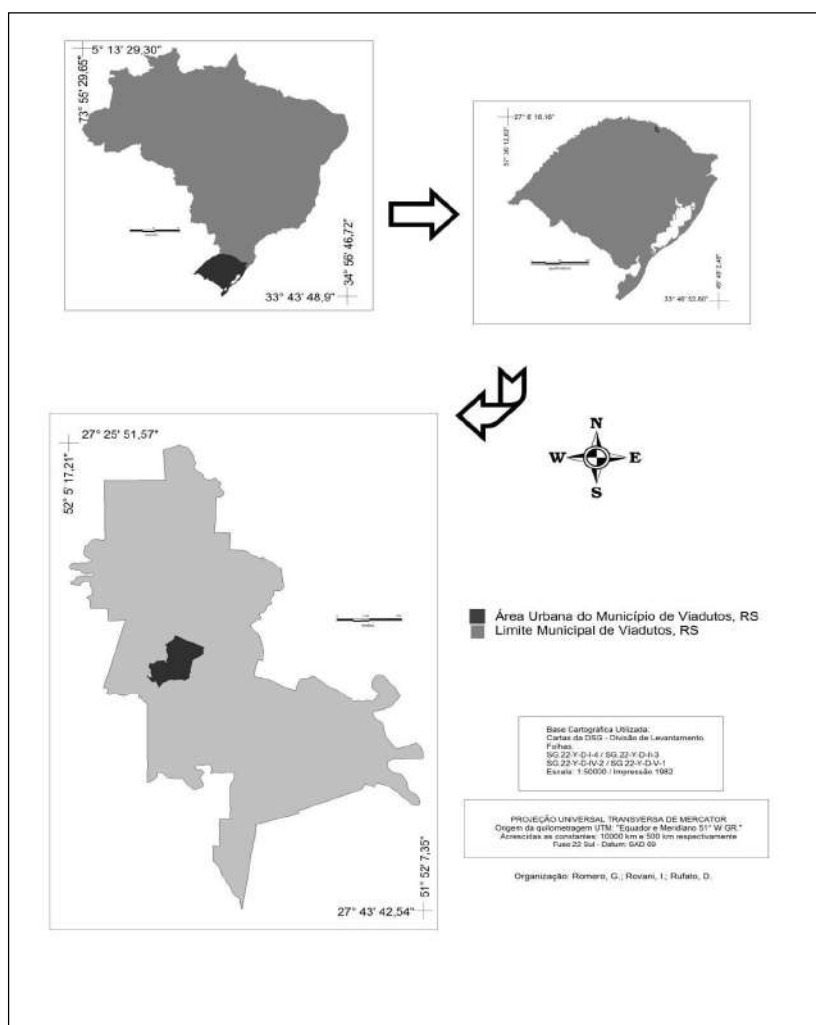 5° 13' 29,30"
73° 55' 29,65"
34° 56' 46,72"
33° 43' 48,9"
27° 6' 16,16"
33° 46' 53,60"
27° 25' 51,57"
52° 5' 17,21"
51° 52' 7,35"
27° 43' 42,54"
N
W E
S
Área Urbana do Município de Viadutos, RS
Limite Municipal de Viadutos, RS
Base Cartográfica Utilizada:
Cartas da DSG - Divisão de Levantamento
Folhas:
SG.22-Y-D-I-4 / SG.22-Y-D-II-3
SG.22-Y-D-IV-2 / SG.22-Y-D-V-1
Escala: 1:50000 / Impressão 1982
PROJEÇÃO UNIVERSAL TRANSVERSA DE MERCATOR
Origem da quilometragem UTM: "Equador e Meridiano 51° W GR."
Acrescidas as constantes: 10000 km e 500 km respectivamente
Fuso 22 Sul - Datum: SAD 69
Organização: Romero, G.; Rovani, I.; Rufato, D.